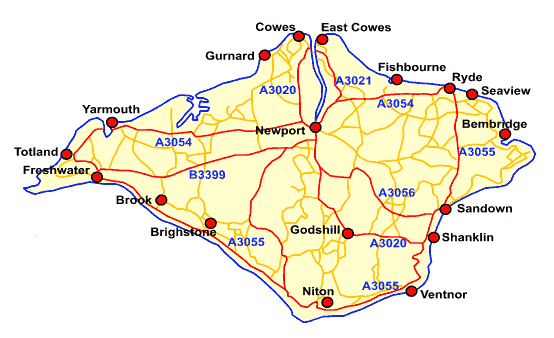 Cowes
East Cowes
Gurnard
Fishbourne
Ryde
A3020
A3021
Seaview
A3054
Yarmouth
Newport
Bembridge
A3054
Totland
A3055
Freshwater
B3399
A3056
Brook
Sandown
Brighstone
Godshill
A3055
A3020
Shanklin
Niton
A3055
Ventnor